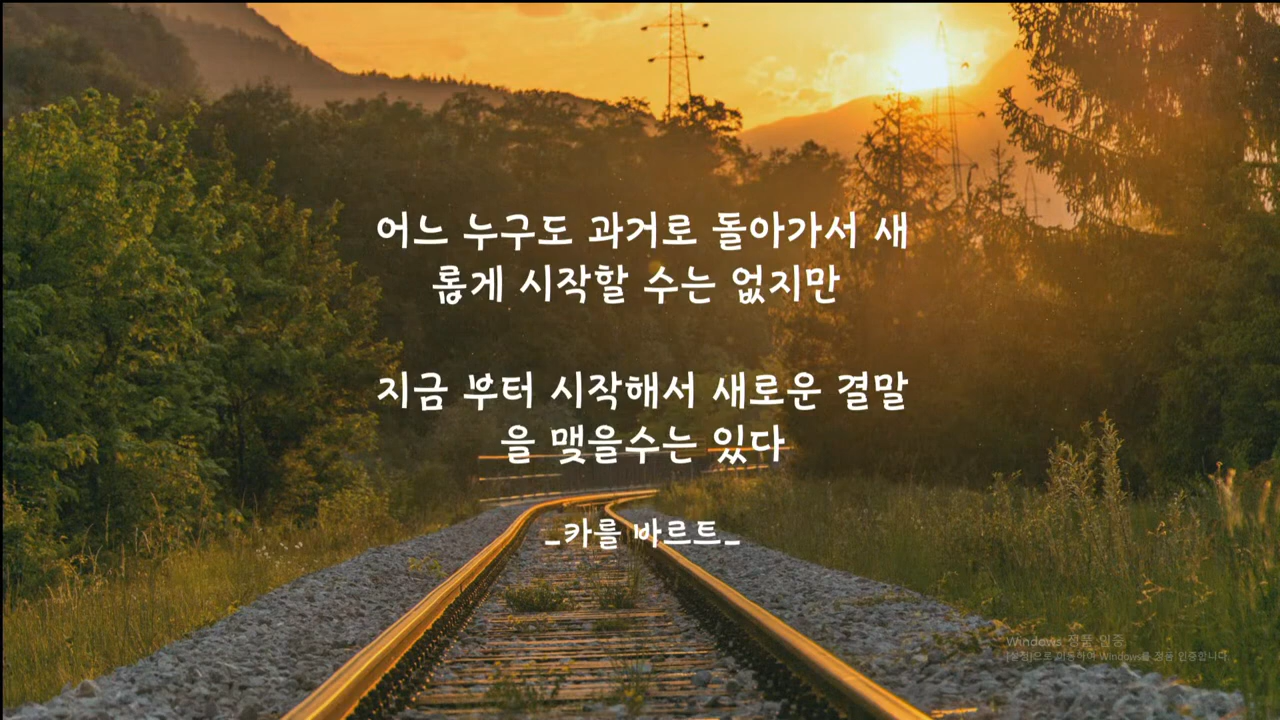 어느 누구도 과거로 돌아가서 새
롭게 시작할 수는 없지만
지금 부터 시작해서 새로운 결말
을 맺을수는 있다
_카를 바르트_
Windows 정품 인증
[설정]으로 이동하여 Windows를 정품 인증합니다.